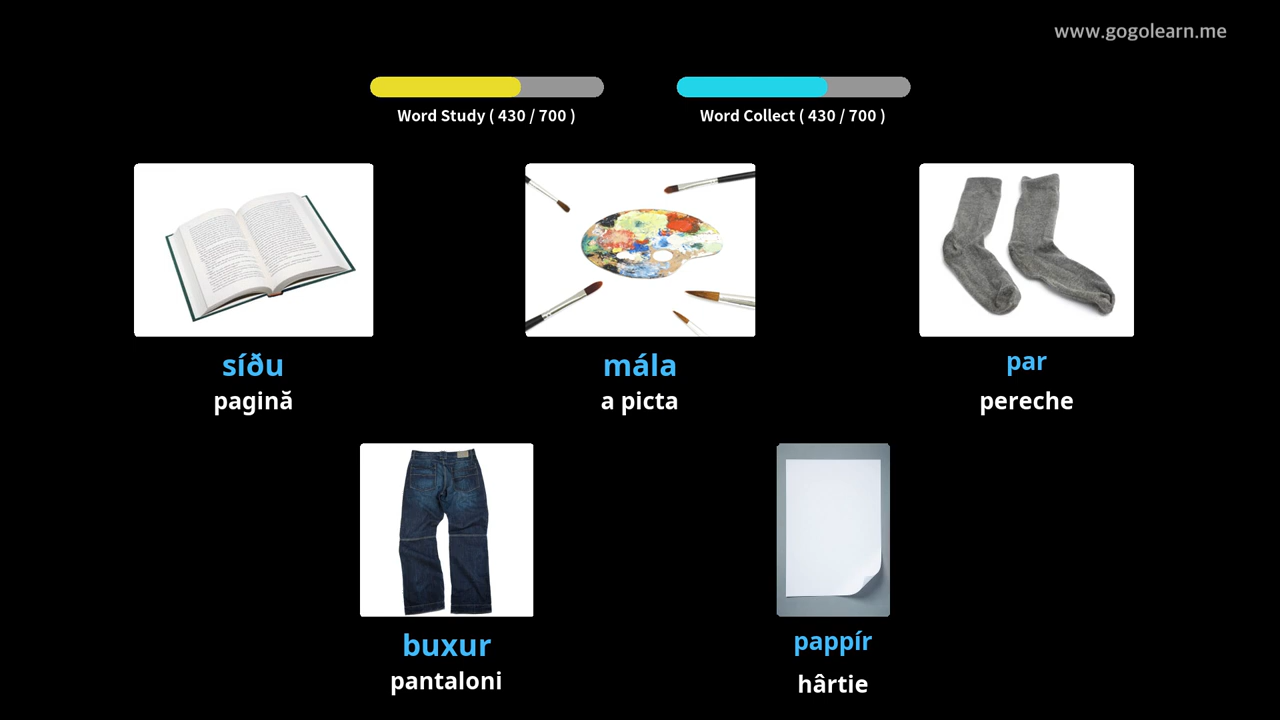 www.gogolearn.me
Word Study ( 430 / 700 )
Word Collect ( 430 / 700 )
síðu
pagină
mála
a picta
par
pereche
buxur
pantaloni
pappír
hârtie